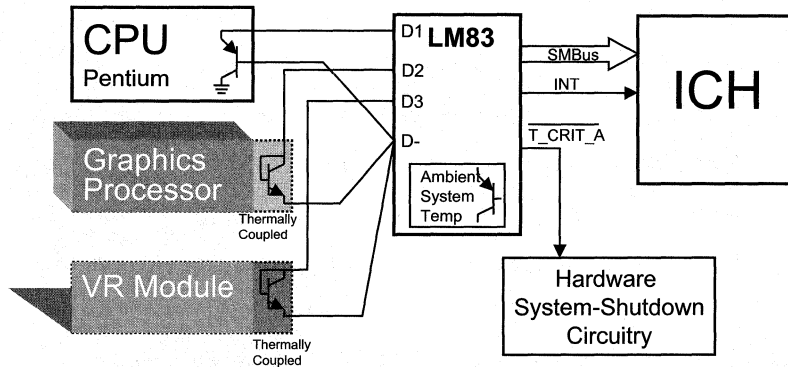 CPU
Pentium
D1
LM83
D2
D3
D-
Ambient
System
Temp
SMBus
INT
T_CRIT_A
ICH
Graphics
Processor
Thermally
Coupled
VR Module
Thermally
Coupled
Hardware
System-Shutdown
Circuitry